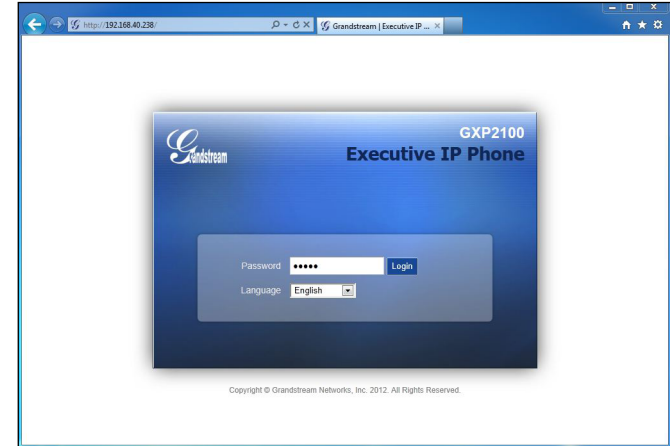 http://192.168.40.238/
Grandstream | Executive IP ...
Grandstream
GXP2100
Executive IP Phone
Password ●●●●● Login
Language English
Copyright © Grandstream Networks, Inc. 2012. All Rights Reserved.